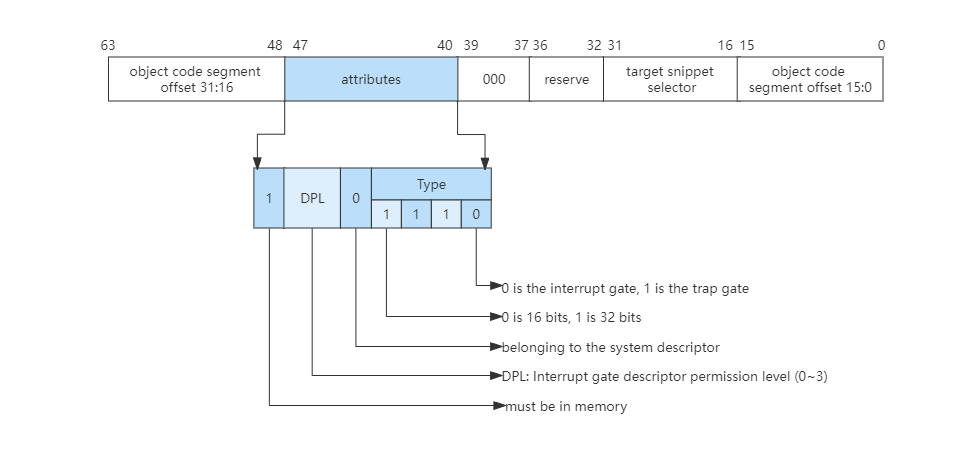 63 48 47 40 39 37 36 32 31 16 15 0
object code segment
offset 31:16
attributes
000
reserve
target snippet
selector
object code
segment offset 15:0
1
DPL
0
Type
1 1 1 0
0 is the interrupt gate, 1 is the trap gate
0 is 16 bits, 1 is 32 bits
belonging to the system descriptor
DPL: Interrupt gate descriptor permission level (0~3)
must be in memory